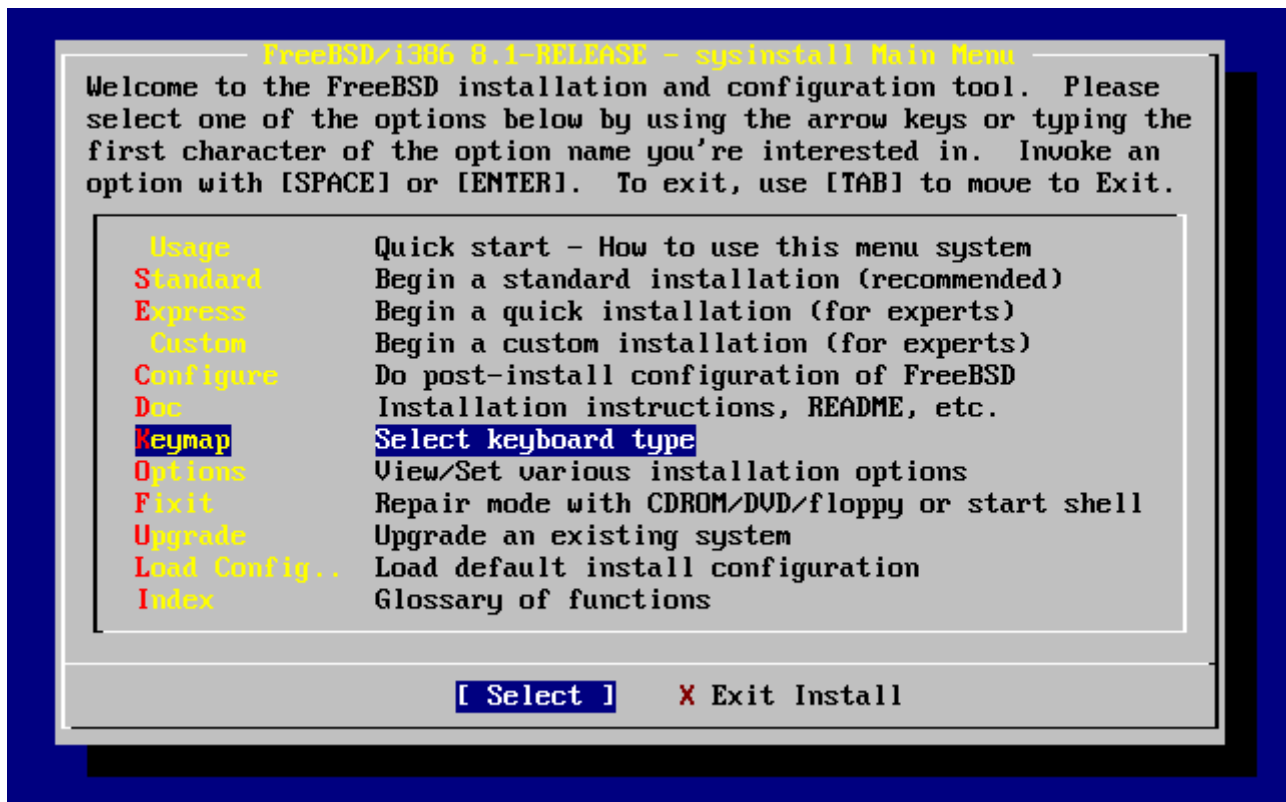 FreeBSD/i386 8.1-RELEASE - sysinstall Main Menu
Welcome to the FreeBSD installation and configuration tool.  Please
select one of the options below by using the arrow keys or typing the
first character of the option name you're interested in.  Invoke an
option with [SPACE] or [ENTER].  To exit, use [TAB] to move to Exit.
Usage Quick start - How to use this menu system
Standard Begin a standard installation (recommended)
Express Begin a quick installation (for experts)
Custom Begin a custom installation (for experts)
Configure Do post-install configuration of FreeBSD
Doc Installation instructions, README, etc.
Keymap Select keyboard type
Options View/Set various installation options
Fixit Repair mode with CDROM/DVD/floppy or start shell
Upgrade Upgrade an existing system
Load Config.. Load default install configuration
Index Glossary of functions
[ Select ] X Exit Install